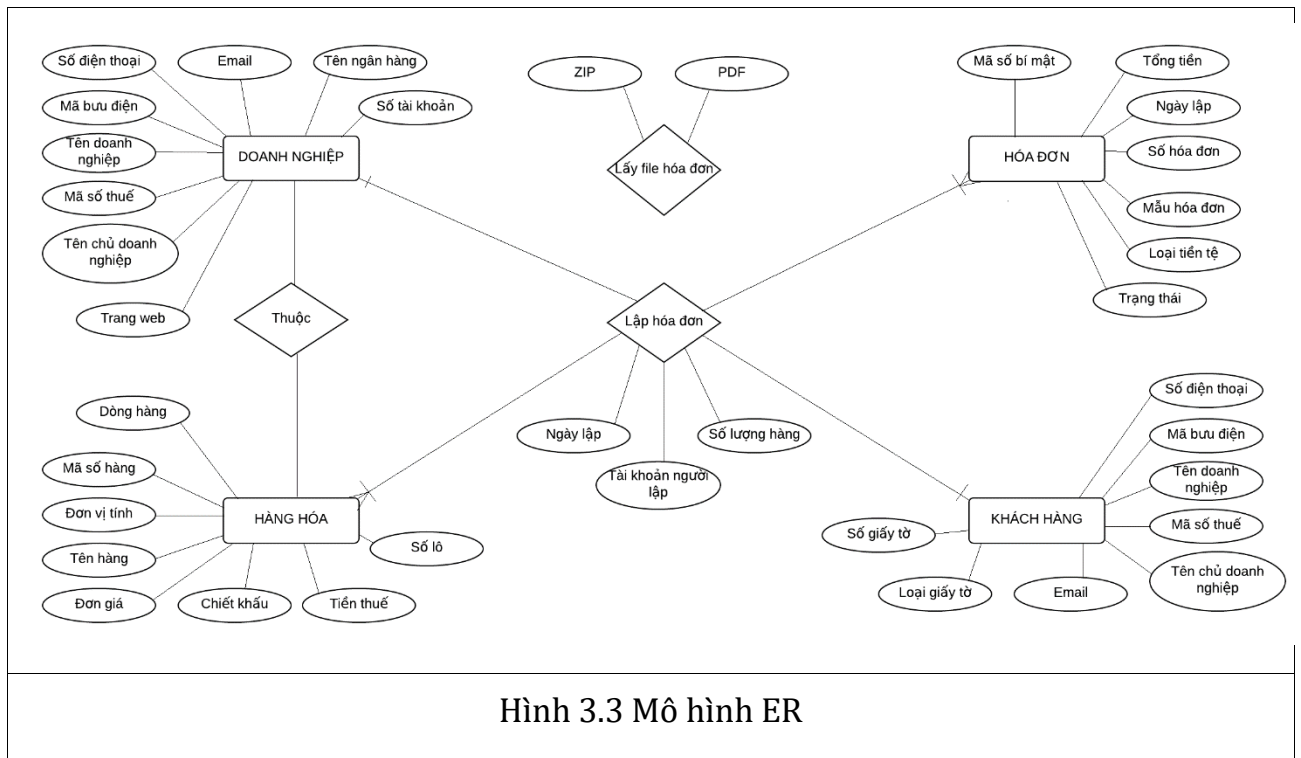 Số điện thoại
Email
Tên ngân hàng
Số tài khoản
Mã bưu điện
Tên doanh
nghiệp
Mã số thuế
Tên chủ doanh
nghiệp
Trang web
DOANH NGHIỆP
Thuộc
ZIP
PDF
Lấy file hóa đơn
Mã số bí mật
Tổng tiền
Ngày lập
Số hóa đơn
Mẫu hóa đơn
Loại tiền tệ
Trạng thái
HÓA ĐƠN
Lập hóa đơn
Ngày lập
Tài khoản người
lập
Số lượng hàng
Dòng hàng
Mã số hàng
Đơn vị tính
Tên hàng
Đơn giá
Chiết khấu
Tiền thuế
Số lô
HÀNG HÓA
Số điện thoại
Mã bưu điện
Tên doanh
nghiệp
Mã số thuế
Tên chủ doanh
nghiệp
KHÁCH HÀNG
Số giấy tờ
Loại giấy tờ
Email
Hình 3.3 Mô hình ER